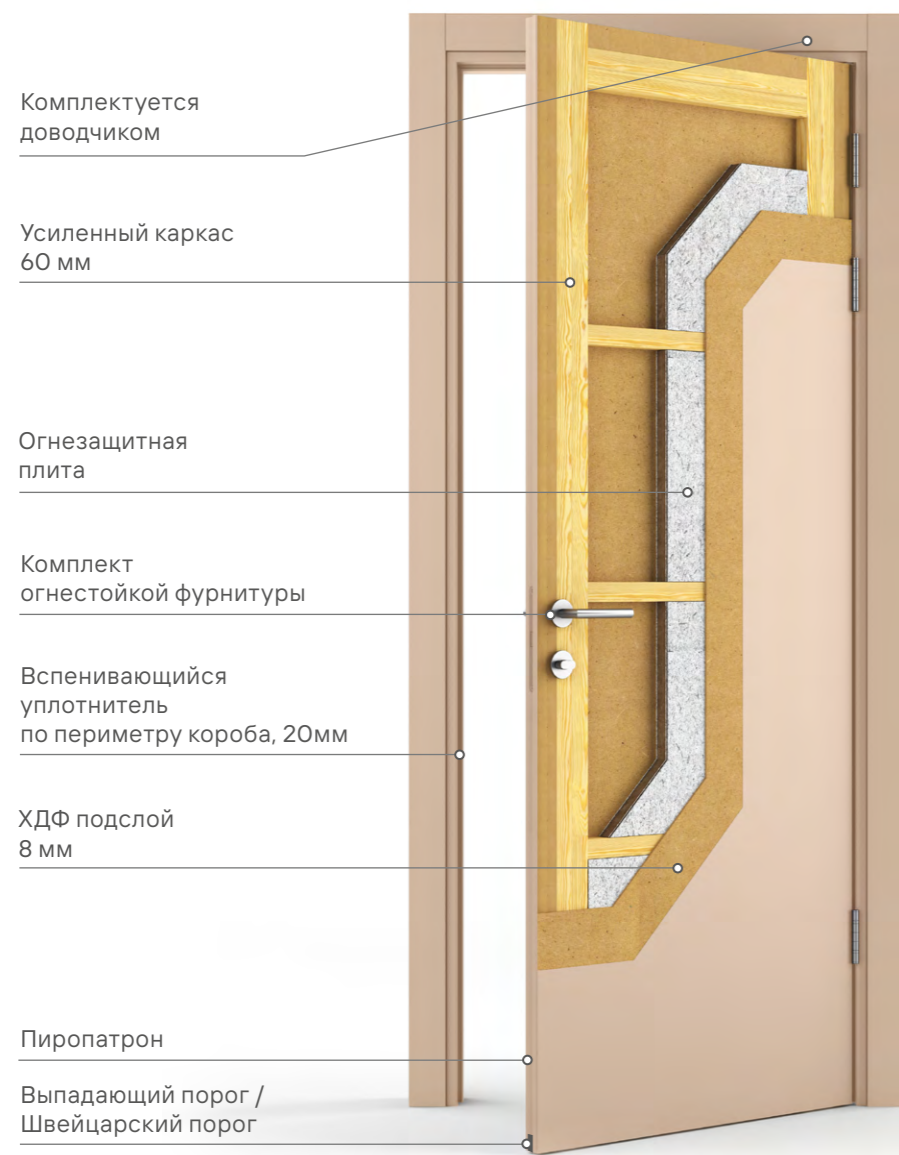 Комплектуется
доводчиком
Усиленный каркас
60 мм
Огнезащитная
плита
Комплект
огнестойкой фурнитуры
Вспенивающийся
уплотнитель
по периметру короба, 20мм
ХДФ подслой
8 мм
Пиропатрон
Выпадающий порог /
Швейцарский порог